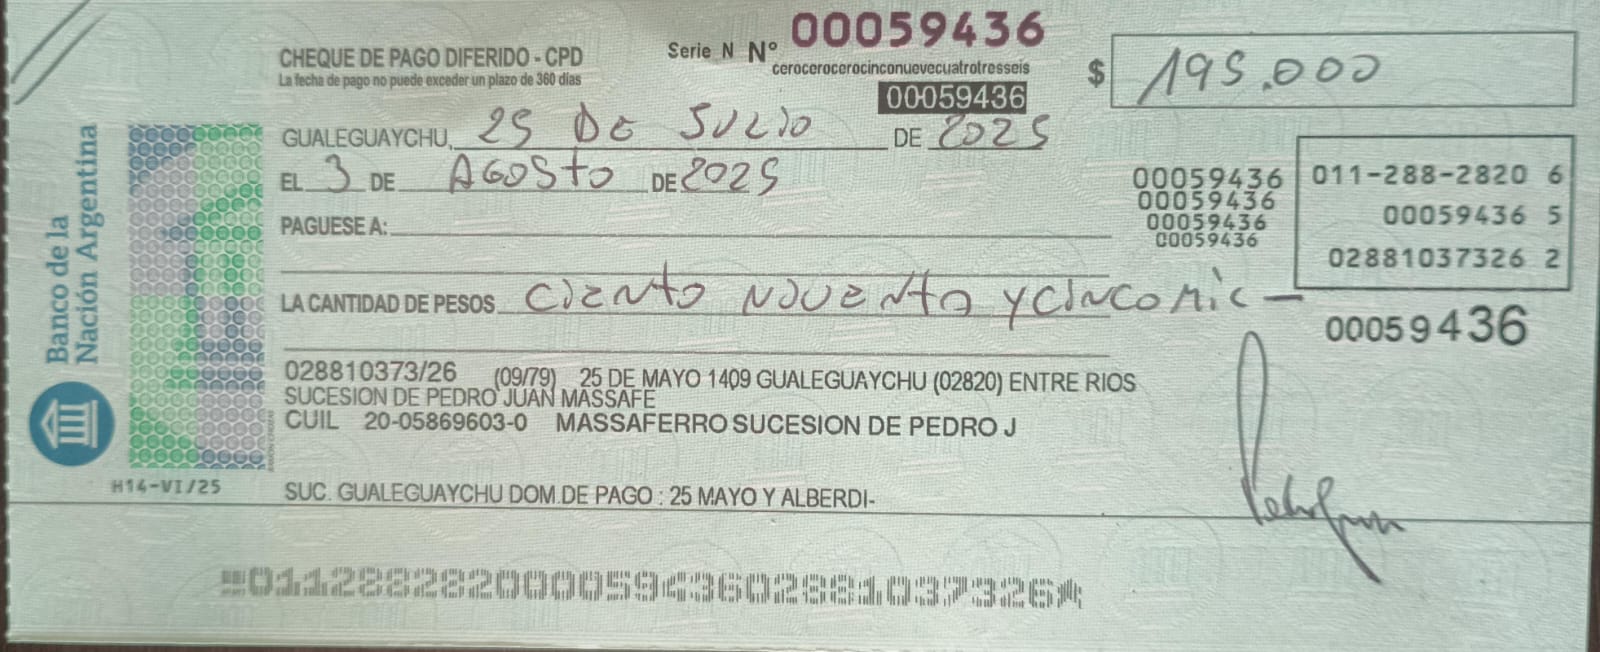 CHEQUE DE PAGO DIFERIDO - CPD
La fecha de pago no puede exceder un plazo de 360 días
Serie N Nº 00059436
cerocerocerocinconuevecuatrotresseis
00059436
$ 195.000
GUALEGUAYCHU, 25 DE JULIO DE 2025
EL 3 DE AGOSTO DE 2025
PAGUESE A:
00059436
00059436
00059436
00059436
011-288-2820 6
00059436 5
02881037326 2
LA CANTIDAD DE PESOS CIENTO NOVENTA Y CINCO MIL —
00059436
028810373/26 (09/79) 25 DE MAYO 1409 GUALEGUAYCHU (02820) ENTRE RIOS
SUCESION DE PEDRO JUAN MASSAFE
CUIL 20-05869603-0 MASSAFERRO SUCESION DE PEDRO J
SUC. GUALEGUAYCHU DOM.DE PAGO : 25 MAYO Y ALBERDI-
Banco de la
Nación Argentina
H14-VI/25
01128828200005943602881037326